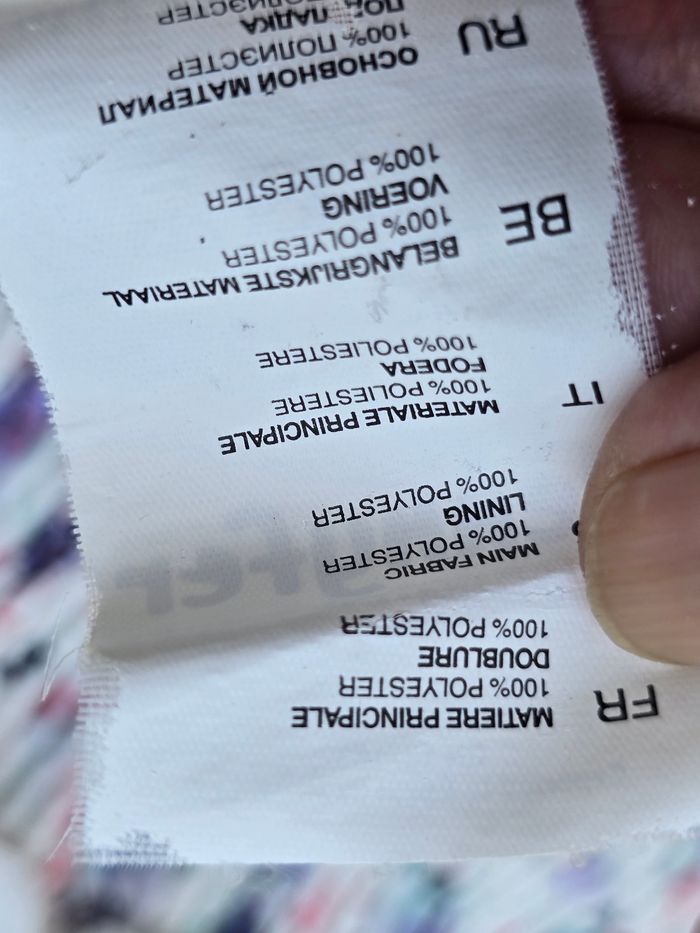 FR
MATIERE PRINCIPALE
100% POLYESTER
DOUBLURE
100% POLYESTER
MAIN FABRIC
100% POLYESTER
LINING
100% POLYESTER
IT
MATERIALE PRINCIPALE
100% POLIESTERE
FODERA
100% POLIESTERE
BE
BELANGRIJKSTE MATERIAAL
100% POLYESTER
VOERING
100% POLYESTER
RU
ОСНОВНОЙ МАТЕРИАЛ
100% ПОЛИЭСТЕР